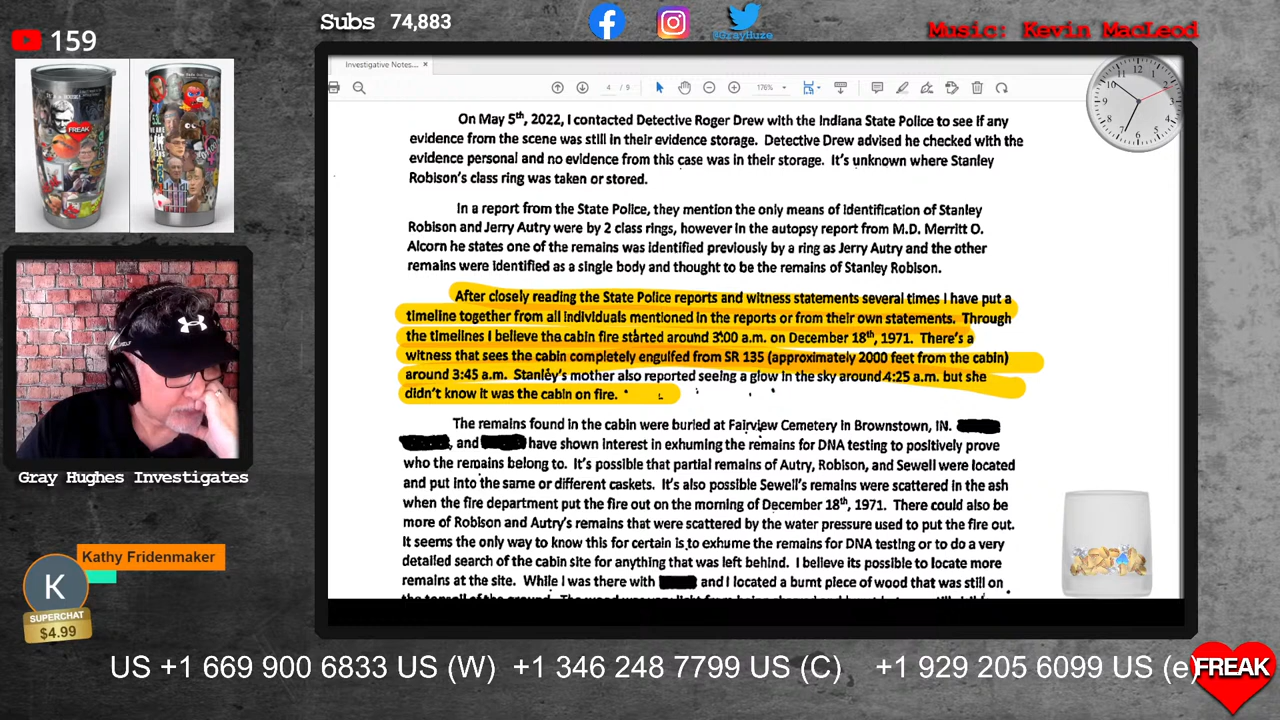 159
Subs 74,883
@GrayHuze
Music: Kevin MacLeod
FREAK
Investigative Notes... ×
4 / 9
176%
On May 5th, 2022, I contacted Detective Roger Drew with the Indiana State Police to see if any
evidence from the scene was still in their evidence storage. Detective Drew advised he checked with the
evidence personal and no evidence from this case was in their storage. It's unknown where Stanley
Robison's class ring was taken or stored.
In a report from the State Police, they mention the only means of identification of Stanley
Robison and Jerry Autry were by 2 class rings, however in the autopsy report from M.D. Merritt O.
Alcorn he states one of the remains was identified previously by a ring as Jerry Autry and the other
remains were identified as a single body and thought to be the remains of Stanley Robison.
After closely reading the State Police reports and witness statements several times I have put a
timeline together from all individuals mentioned in the reports or from their own statements. Through
the timelines I believe the cabin fire started around 3:00 a.m. on December 18th, 1971. There's a
witness that sees the cabin completely engulfed from SR 135 (approximately 2000 feet from the cabin)
around 3:45 a.m. Stanley's mother also reported seeing a glow in the sky around 4:25 a.m. but she
didn't know it was the cabin on fire.
The remains found in the cabin were buried at Fairview Cemetery in Brownstown, IN.
, and have shown interest in exhuming the remains for DNA testing to positively prove
who the remains belong to. It's possible that partial remains of Autry, Robison, and Sewell were located
and put into the same or different caskets. It's also possible Sewell's remains were scattered in the ash
when the fire department put the fire out on the morning of December 18th, 1971. There could also be
more of Robison and Autry's remains that were scattered by the water pressure used to put the fire out.
It seems the only way to know this for certain is to exhume the remains for DNA testing or to do a very
detailed search of the cabin site for anything that was left behind. I believe its possible to locate more
remains at the site. While I was there with and I located a burnt piece of wood that was still on
12
1
2
3
4
5
6
7
8
9
10
11
Gray Hughes Investigates
Kathy Fridenmaker
K
SUPERCHAT
$4.99
US +1 669 900 6833 US (W) +1 346 248 7799 US (C) +1 929 205 6099 US (e)
FREAK